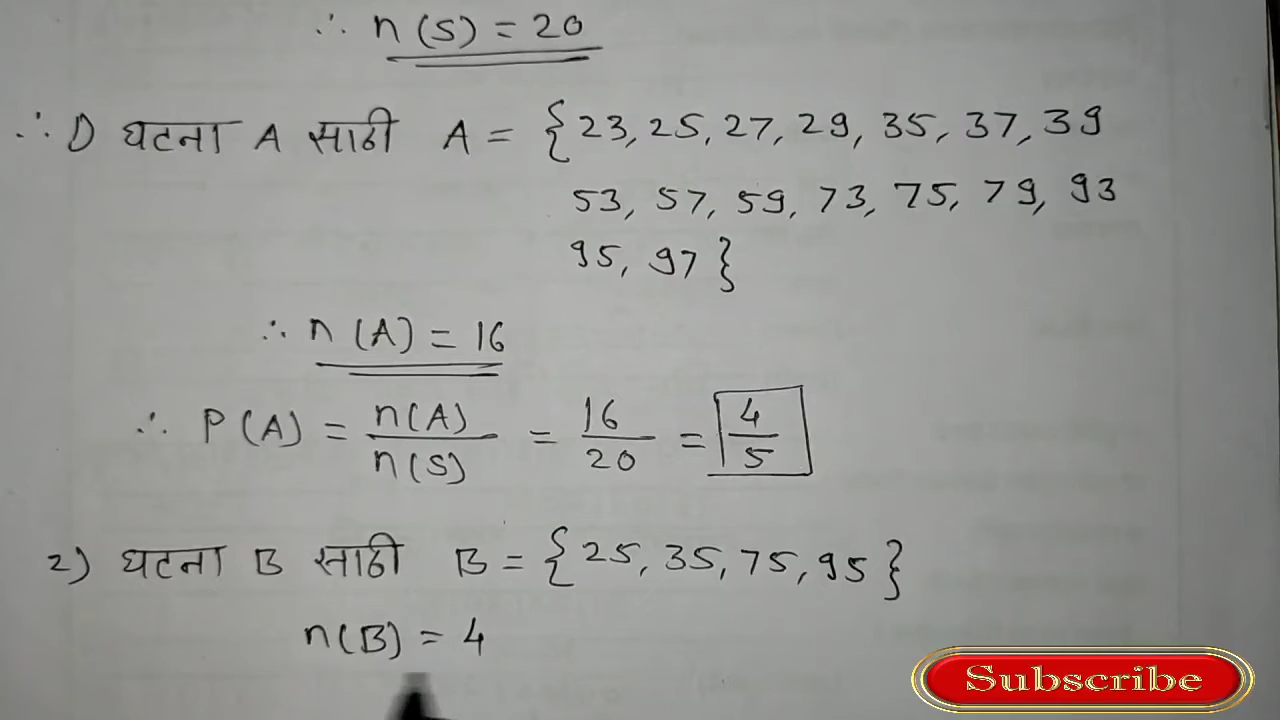 ∴ n(S) = 20
∴ 1) घटना A साठी A = {23, 25, 27, 29, 35, 37, 39
53, 57, 59, 73, 75, 79, 93
95, 97}
∴ n(A) = 16
∴ P(A) = n(A)/n(S) = 16/20 = 4/5
2) घटना B साठी B = {25, 35, 75, 95}
n(B) = 4
Subscribe